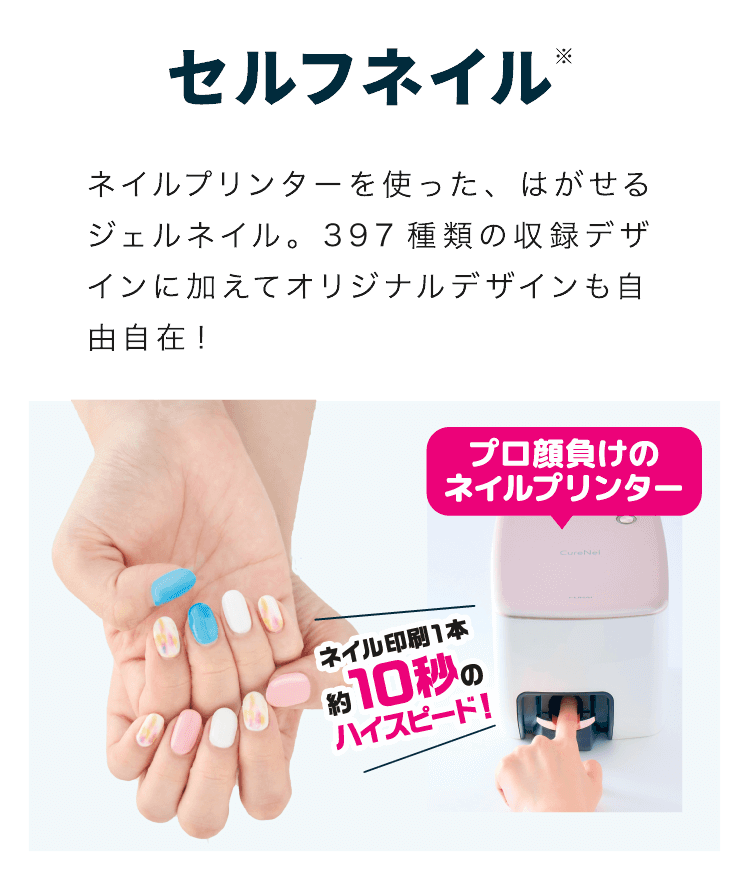 セルフネイル※
ネイルプリンターを使った、はがせる
ジェルネイル。397種類の収録デザ
インに加えてオリジナルデザインも自
由自在！
プロ顔負けの
ネイルプリンター
ネイル印刷1本
約10秒の
ハイスピード！